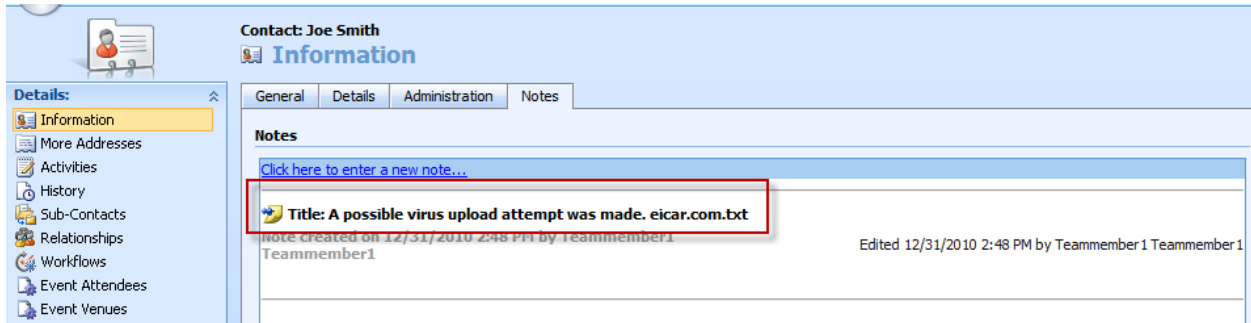 Contact: Joe Smith
Information
Details:
Information
More Addresses
Activities
History
Sub-Contacts
Relationships
Workflows
Event Attendees
Event Venues
General Details Administration Notes
Notes
Click here to enter a new note...
Title: A possible virus upload attempt was made. eicar.com.txt
Note created on 12/31/2010 2:48 PM by Teammember1
Teammember1
Edited 12/31/2010 2:48 PM by Teammember1 Teammember1